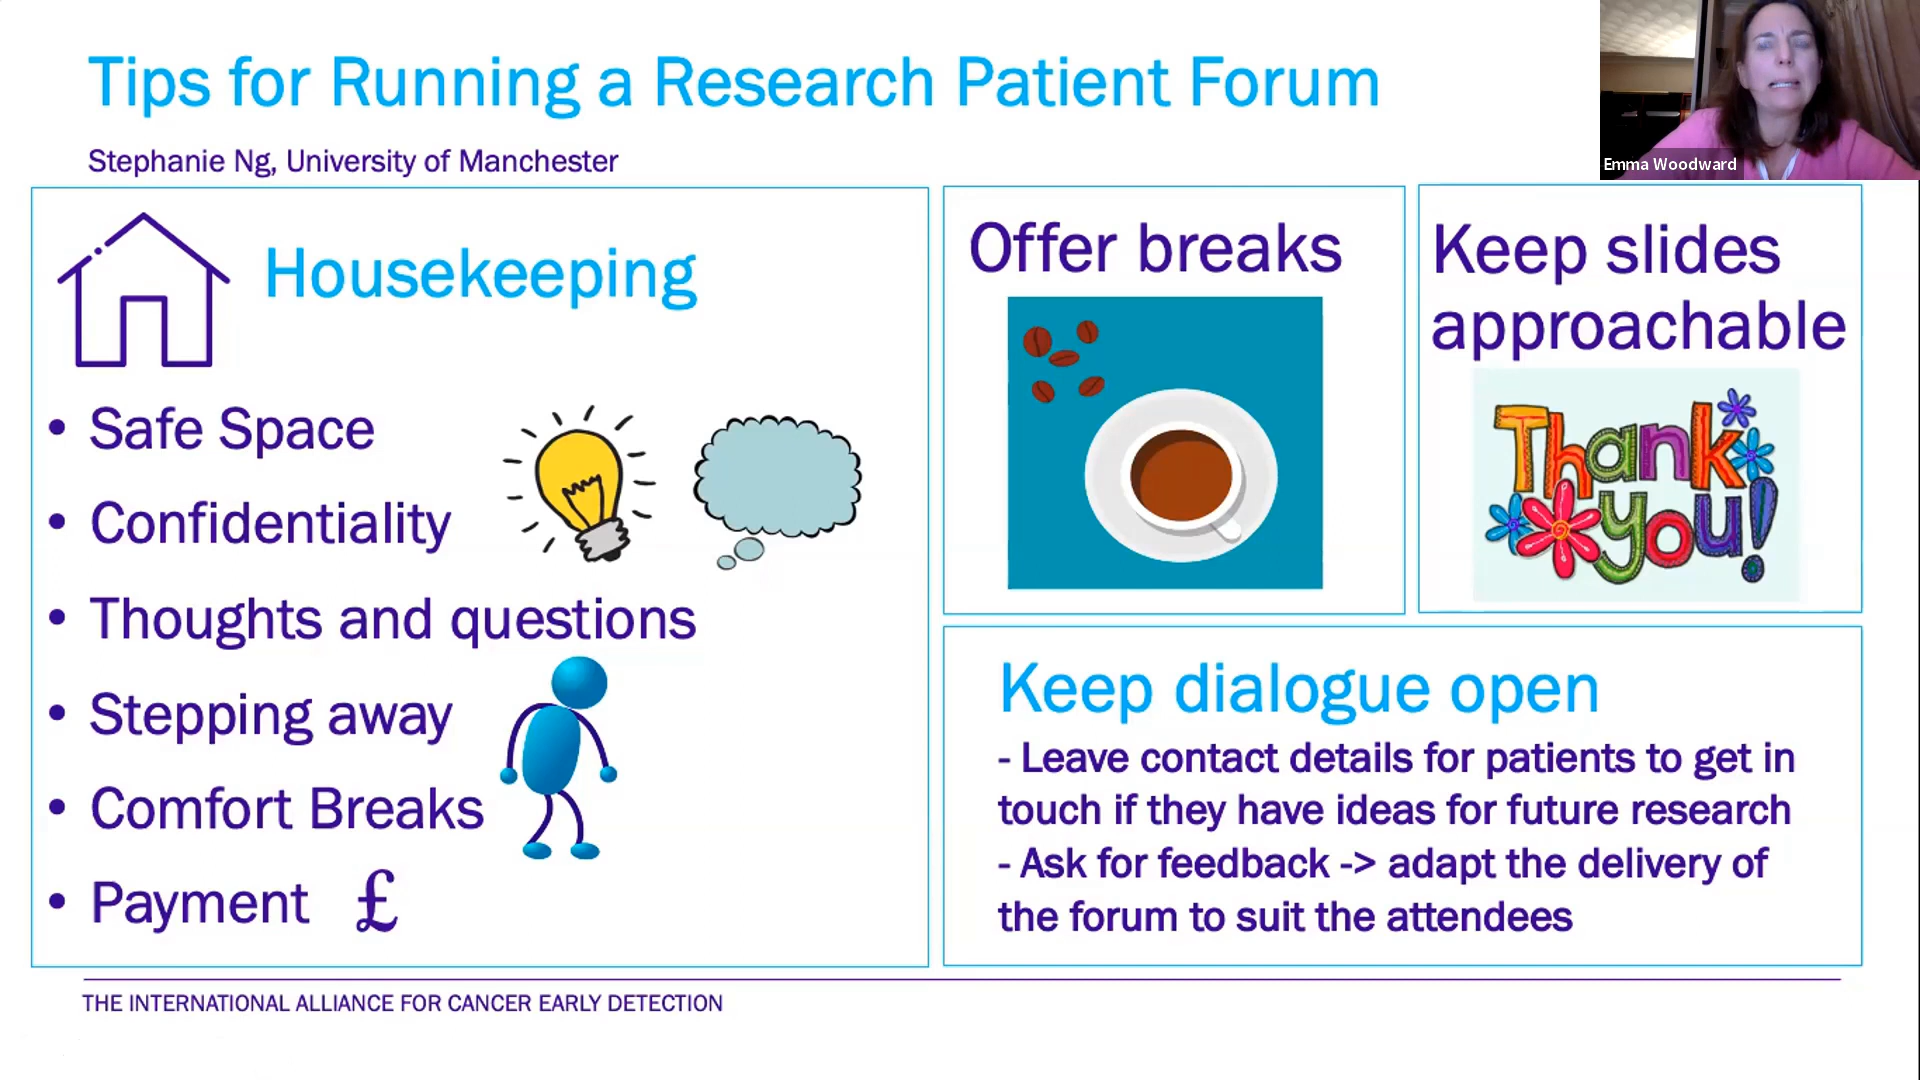 Tips for Running a Research Patient Forum
Stephanie Ng, University of Manchester
Emma Woodward
Housekeeping
• Safe Space
• Confidentiality
• Thoughts and questions
• Stepping away
• Comfort Breaks
• Payment £
Offer breaks
Keep slides
approachable
Thank
you!
Keep dialogue open
- Leave contact details for patients to get in
touch if they have ideas for future research
- Ask for feedback -> adapt the delivery of
the forum to suit the attendees
THE INTERNATIONAL ALLIANCE FOR CANCER EARLY DETECTION